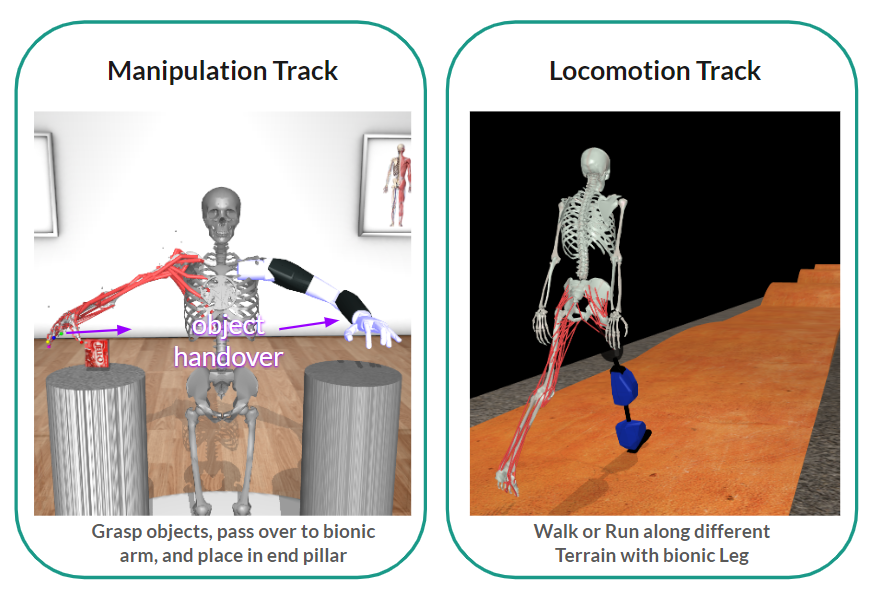 Manipulation Track
object
handover
Grasp objects, pass over to bionic
arm, and place in end pillar
Locomotion Track
Walk or Run along different
Terrain with bionic Leg